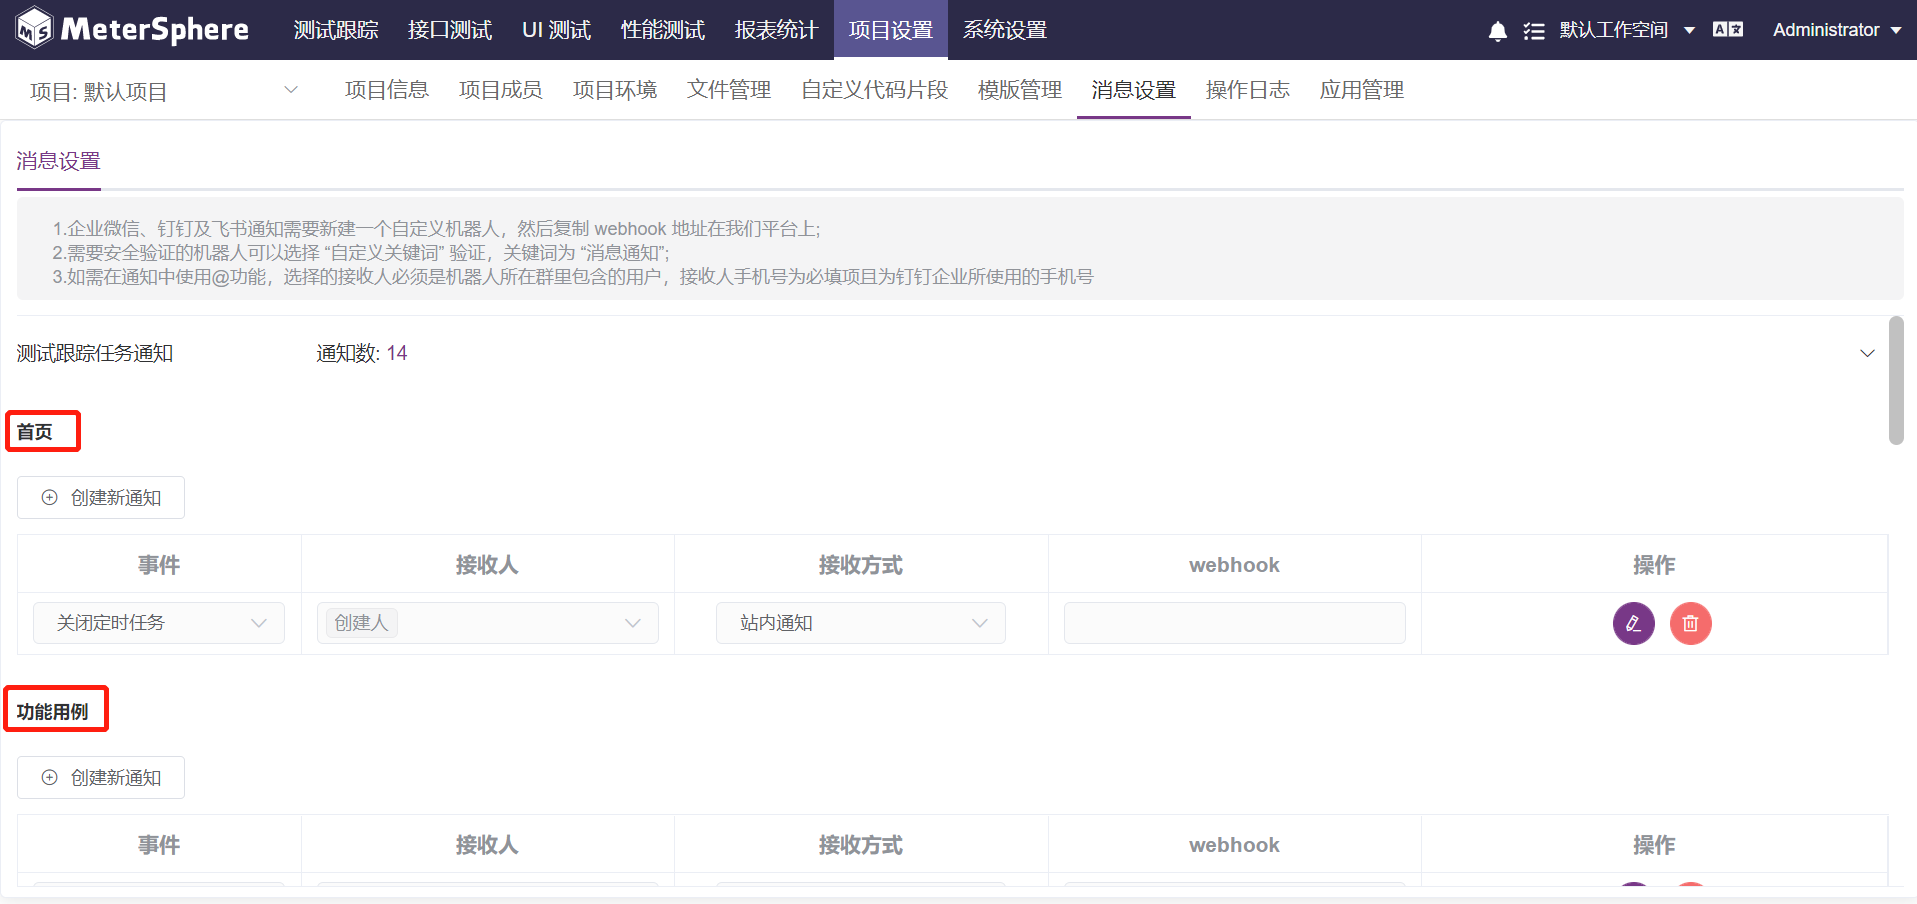 MeterSphere 测试跟踪 接口测试 UI 测试 性能测试 报表统计 项目设置 系统设置 默认工作空间 Administrator
项目: 默认项目 项目信息 项目成员 项目环境 文件管理 自定义代码片段 模版管理 消息设置 操作日志 应用管理
消息设置
1.企业微信、钉钉及飞书通知需要新建一个自定义机器人，然后复制 webhook 地址在我们平台上;
2.需要安全验证的机器人可以选择 “自定义关键词” 验证，关键词为 “消息通知”;
3.如需在通知中使用@功能，选择的接收人必须是机器人所在群里包含的用户，接收人手机号为必填项目为钉钉企业所使用的手机号
测试跟踪任务通知 通知数: 14
首页
创建新通知
事件 接收人 接收方式 webhook 操作
关闭定时任务 创建人 站内通知
功能用例
创建新通知
事件 接收人 接收方式 webhook 操作